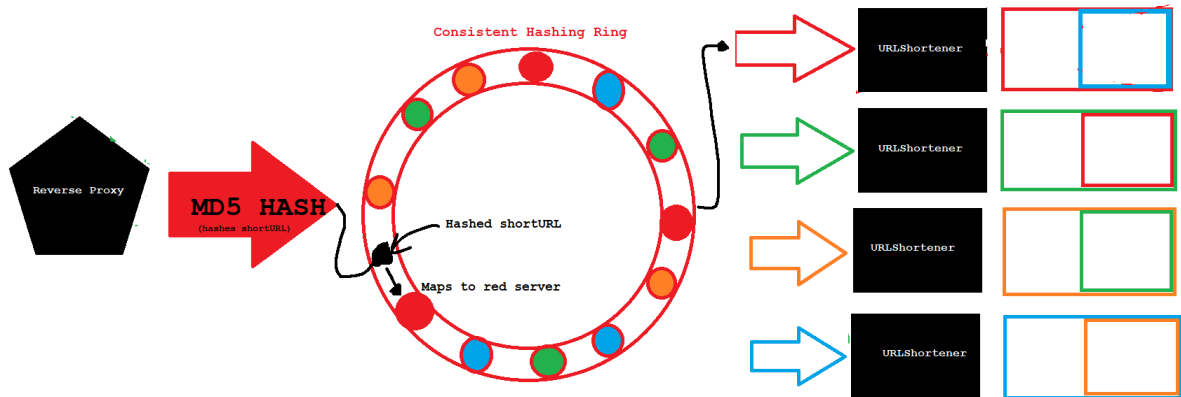 Consistent Hashing Ring
Reverse Proxy
MD5 HASH
(hashes shortURL)
Hashed shortURL
Maps to red server
URLShortener
URLShortener
URLShortener
URLShortener